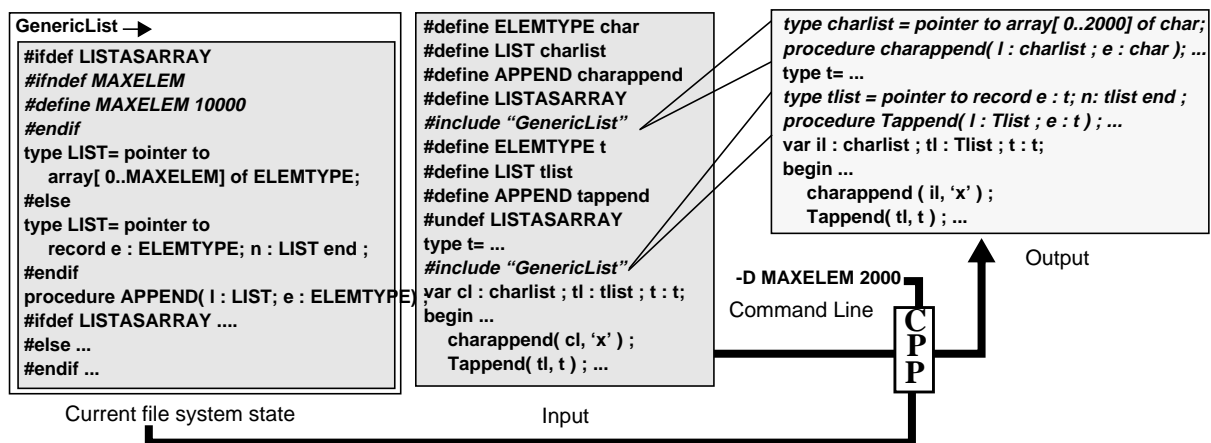 GenericList
#ifdef LISTASARRAY
#ifndef MAXELEM
#define MAXELEM 10000
#endif
type LIST= pointer to
array[ 0..MAXELEM] of ELEMTYPE;
#else
type LIST= pointer to
record e : ELEMTYPE; n : LIST end ;
#endif
procedure APPEND( l : LIST; e : ELEMTYPE) ;
#ifdef LISTASARRAY ....
#else ...
#endif ...
Current file system state
#define ELEMTYPE char
#define LIST charlist
#define APPEND charappend
#define LISTASARRAY
#include “GenericList”
#define ELEMTYPE t
#define LIST tlist
#define APPEND tappend
#undef LISTASARRAY
type t= ...
#include “GenericList”
var cl : charlist ; tl : tlist ; t : t;
begin ...
charappend( cl, ‘x’ ) ;
Tappend( tl, t ) ; ...
Input
type charlist = pointer to array[ 0..2000] of char;
procedure charappend( l : charlist ; e : char ); ...
type t= ...
type tlist = pointer to record e : t; n: tlist end ;
procedure Tappend( l : Tlist ; e : t ) ; ...
var il : charlist ; tl : Tlist ; t : t;
begin ...
charappend ( il, ‘x’ ) ;
Tappend( tl, t ) ; ...
Output
-D MAXELEM 2000
Command Line
CPP